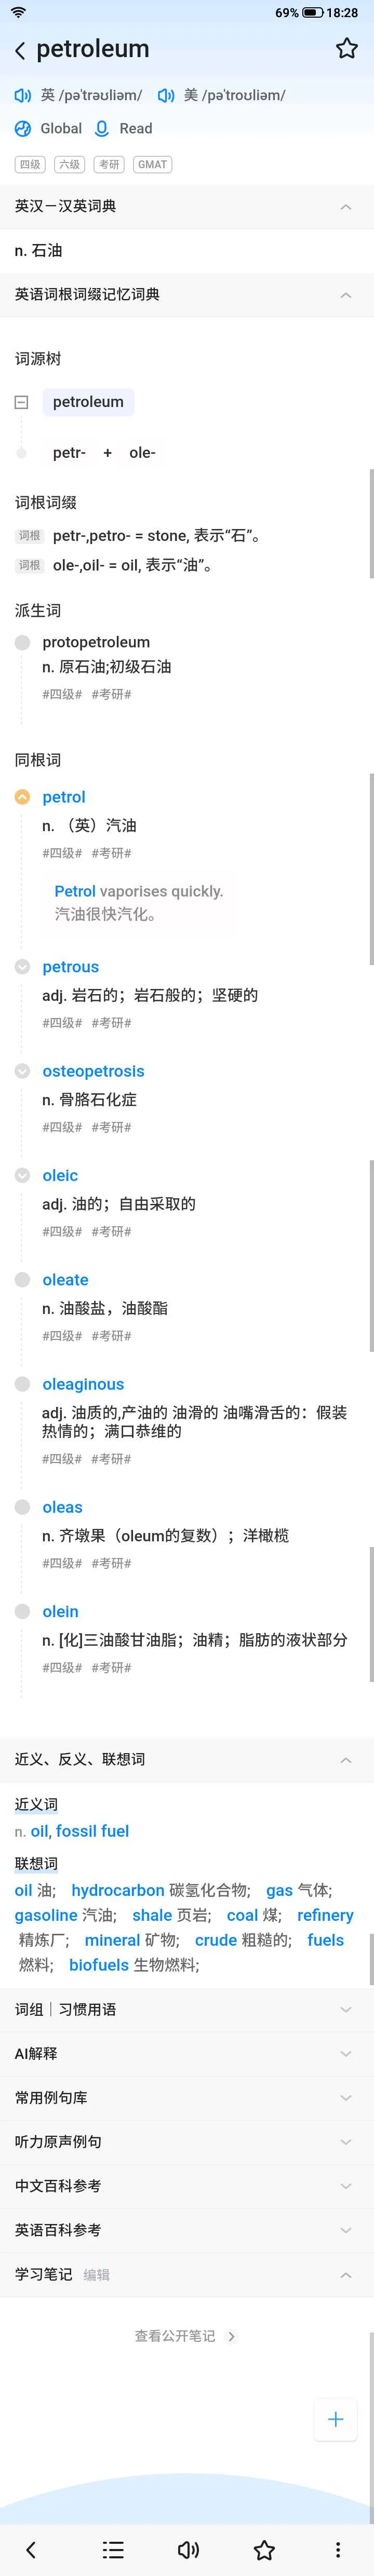 69% 18:28
petroleum
英 /pə'trəʊliəm/ 美 /pə'troʊliəm/
Global Read
四级 六级 考研 GMAT
英汉－汉英词典
n. 石油
英语词根词缀记忆词典
词源树
petroleum
petr- + ole-
词根词缀
词根 petr-,petro- = stone, 表示“石”。
词根 ole-,oil- = oil, 表示“油”。
派生词
protopetroleum
n. 原石油;初级石油
#四级# #考研#
同根词
petrol
n. （英）汽油
#四级# #考研#
Petrol vaporises quickly.
汽油很快汽化。
petrous
adj. 岩石的；岩石般的；坚硬的
#四级# #考研#
osteopetrosis
n. 骨胳石化症
#四级# #考研#
oleic
adj. 油的；自由采取的
#四级# #考研#
oleate
n. 油酸盐，油酸酯
#四级# #考研#
oleaginous
adj. 油质的,产油的 油滑的 油嘴滑舌的：假装
热情的；满口恭维的
#四级# #考研#
oleas
n. 齐墩果（oleum的复数）；洋橄榄
#四级# #考研#
olein
n. [化]三油酸甘油脂；油精；脂肪的液状部分
#四级# #考研#
近义、反义、联想词
近义词
n. oil, fossil fuel
联想词
oil 油; hydrocarbon 碳氢化合物; gas 气体;
gasoline 汽油; shale 页岩; coal 煤; refinery
精炼厂; mineral 矿物; crude 粗糙的; fuels
燃料; biofuels 生物燃料;
词组｜习惯用语
AI解释
常用例句库
听力原声例句
中文百科参考
英语百科参考
学习笔记 编辑
查看公开笔记